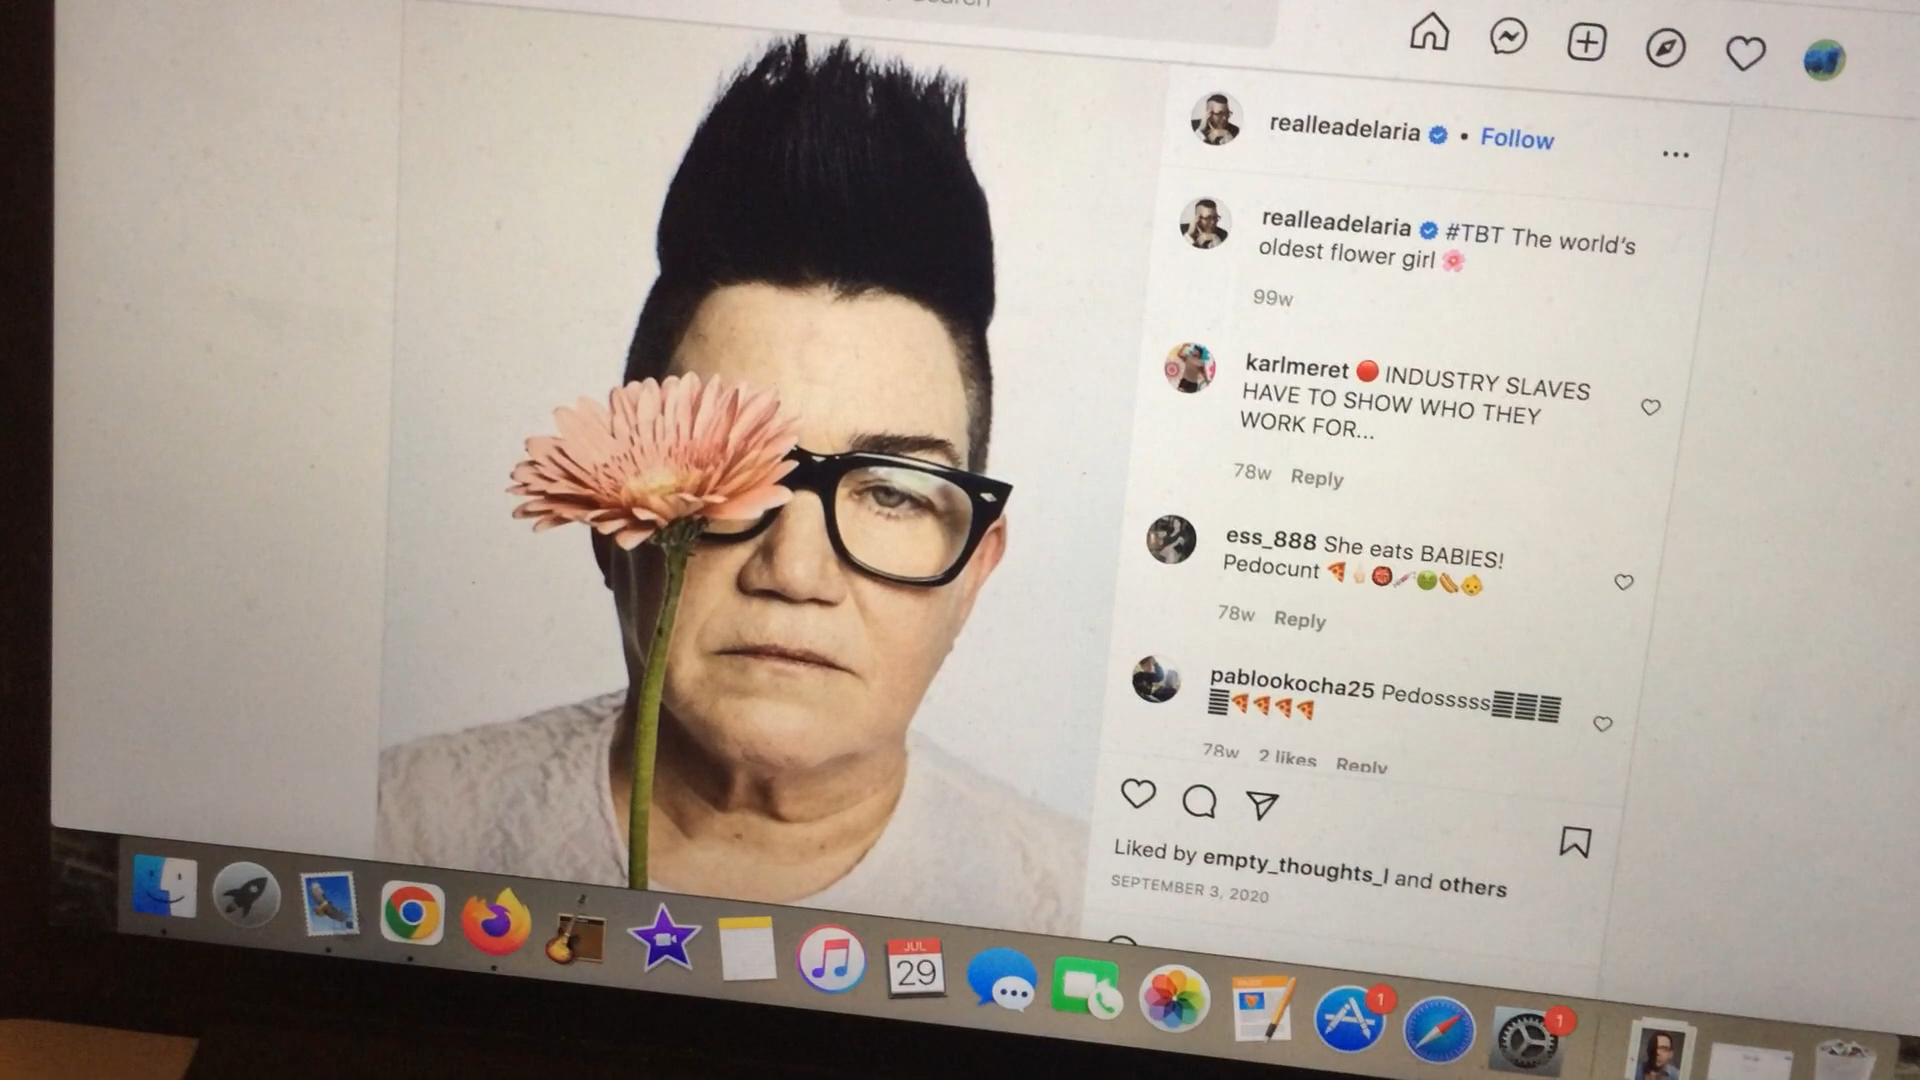 realleadelaria • Follow
realleadelaria #TBT The world's
oldest flower girl 🌸
99w
karlmeret 🔴 INDUSTRY SLAVES
HAVE TO SHOW WHO THEY
WORK FOR...
78w Reply
ess_888 She eats BABIES!
Pedocunt 🍕
78w Reply
pablookocha25 Pedosssss
🍕🍕🍕🍕
78w 2 likes Reply
Liked by empty_thoughts_l and others
SEPTEMBER 3, 2020
JUL
29
1
1